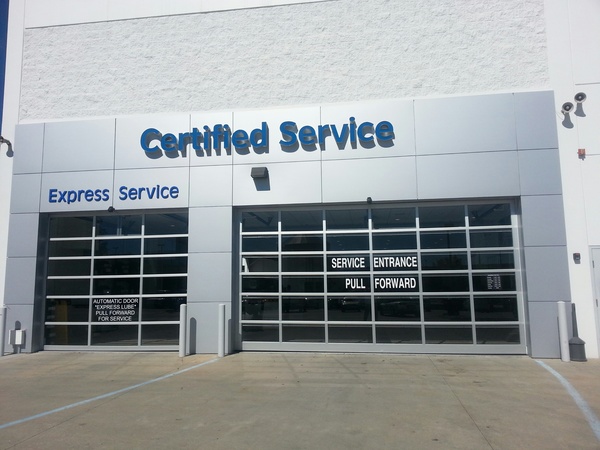 Certified Service
Express Service
SERVICE ENTRANCE
PULL FORWARD
AUTOMATIC DOOR
"EXPRESS LUBE"
PULL FORWARD
FOR SERVICE